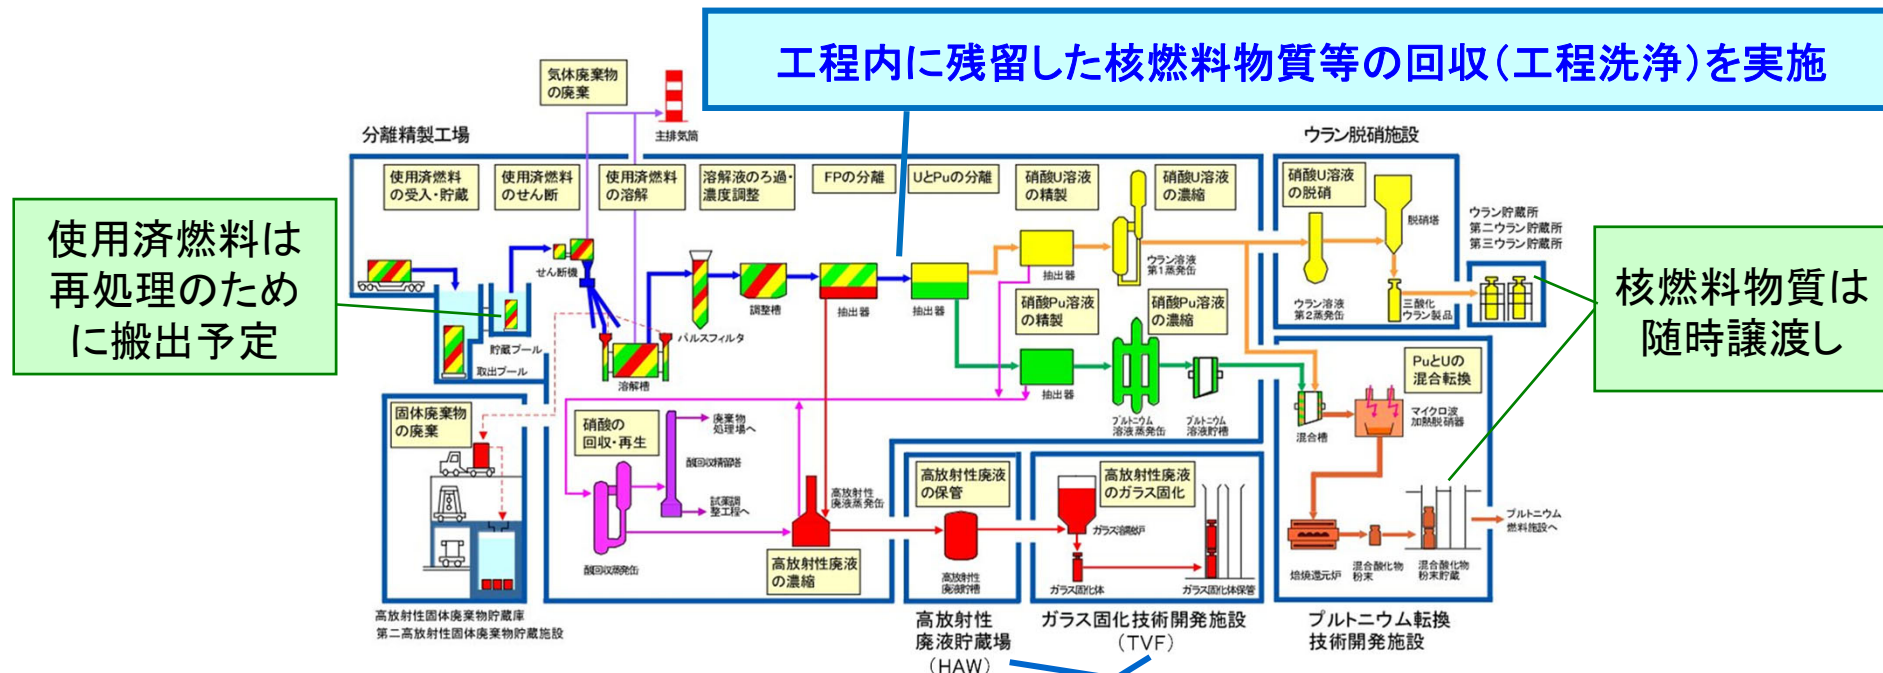 工程内に残留した核燃料物質等の回収(工程洗浄)を実施
気体廃棄物
の廃棄
主排気筒
分離精製工場
ウラン脱硝施設
使用済燃料
の受入・貯蔵
使用済燃料
のせん断
使用済燃料
の溶解
溶解液のろ過・
濃度調整
FPの分離
UとPuの分離
硝酸U溶液
の精製
硝酸U溶液
の濃縮
硝酸U溶液
の脱硝
脱硝塔
ウラン貯蔵所
第二ウラン貯蔵所
第三ウラン貯蔵所
使用済燃料は
再処理のため
に搬出予定
核燃料物質は
随時譲渡し
せん断機
貯蔵プール
取出プール
溶解槽
パルスフィルタ
調整槽
抽出器
抽出器
抽出器
ウラン溶液
第1蒸発缶
ウラン溶液
第2蒸発缶
三酸化
ウラン製品
硝酸Pu溶液
の精製
硝酸Pu溶液
の濃縮
抽出器
プルトニウム
溶液蒸発缶
プルトニウム
溶液貯槽
PuとUの
混合転換
混合槽
マイクロ波
加熱脱硝器
固体廃棄物
の廃棄
硝酸の
回収・再生
廃棄物
処理場へ
酸回収精留塔
試薬調
整工程へ
酸回収蒸発缶
高放射性
廃液蒸発缶
高放射性廃液
の濃縮
高放射性廃液
の保管
高放射性
廃液貯槽
高放射性廃液
のガラス固化
ガラス溶融炉
ガラス固化体
ガラス固化体保管
焙焼還元炉
混合酸化物
粉末
混合酸化物
粉末貯蔵
プルトニウム
燃料施設へ
高放射性固体廃棄物貯蔵庫
第二高放射性固体廃棄物貯蔵施設
高放射性
廃液貯蔵場
(HAW)
ガラス固化技術開発施設
(TVF)
プルトニウム転換
技術開発施設